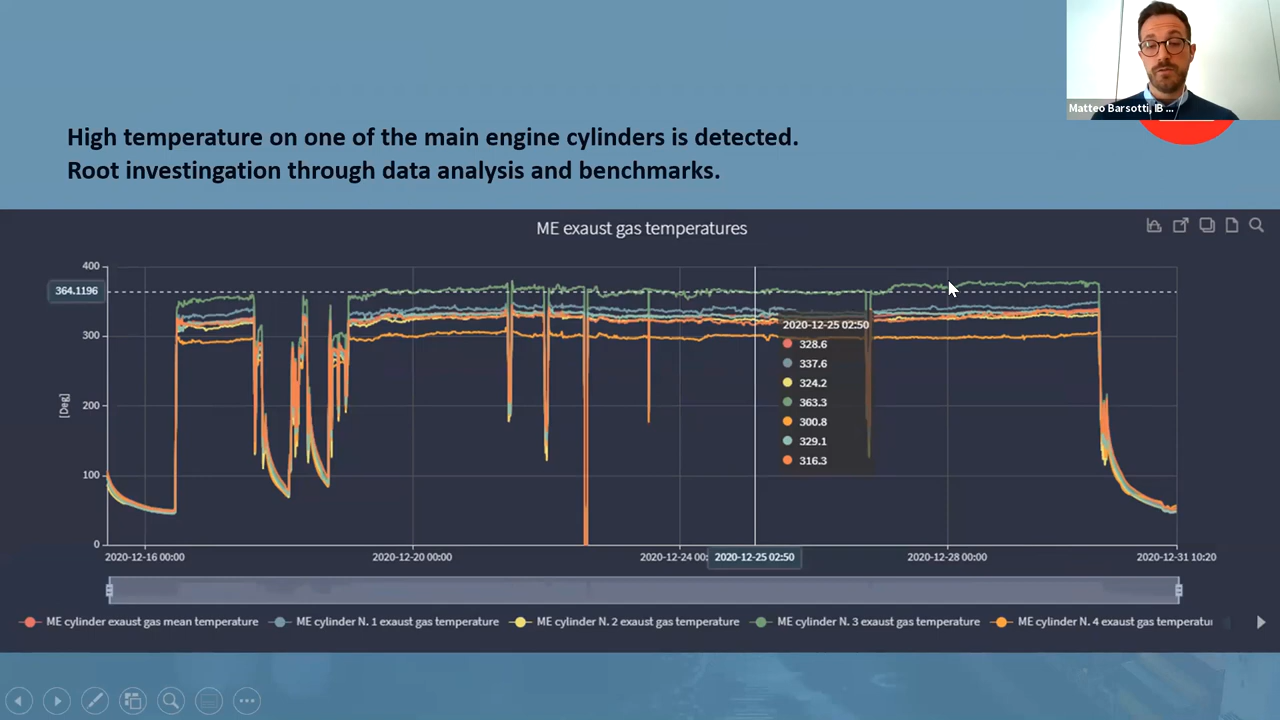 Matteo Barsotti, IB ...
High temperature on one of the main engine cylinders is detected.
Root investingation through data analysis and benchmarks.
ME exaust gas temperatures
400
364.1196
300
200
100
0
[Deg]
2020-12-25 02:50
328.6
337.6
324.2
363.3
300.8
329.1
316.3
2020-12-16 00:00
2020-12-20 00:00
2020-12-24 00:
2020-12-25 02:50
2020-12-28 00:00
2020-12-31 10:20
ME cylinder exaust gas mean temperature
ME cylinder N. 1 exaust gas temperature
ME cylinder N. 2 exaust gas temperature
ME cylinder N. 3 exaust gas temperature
ME cylinder N. 4 exaust gas temperatu